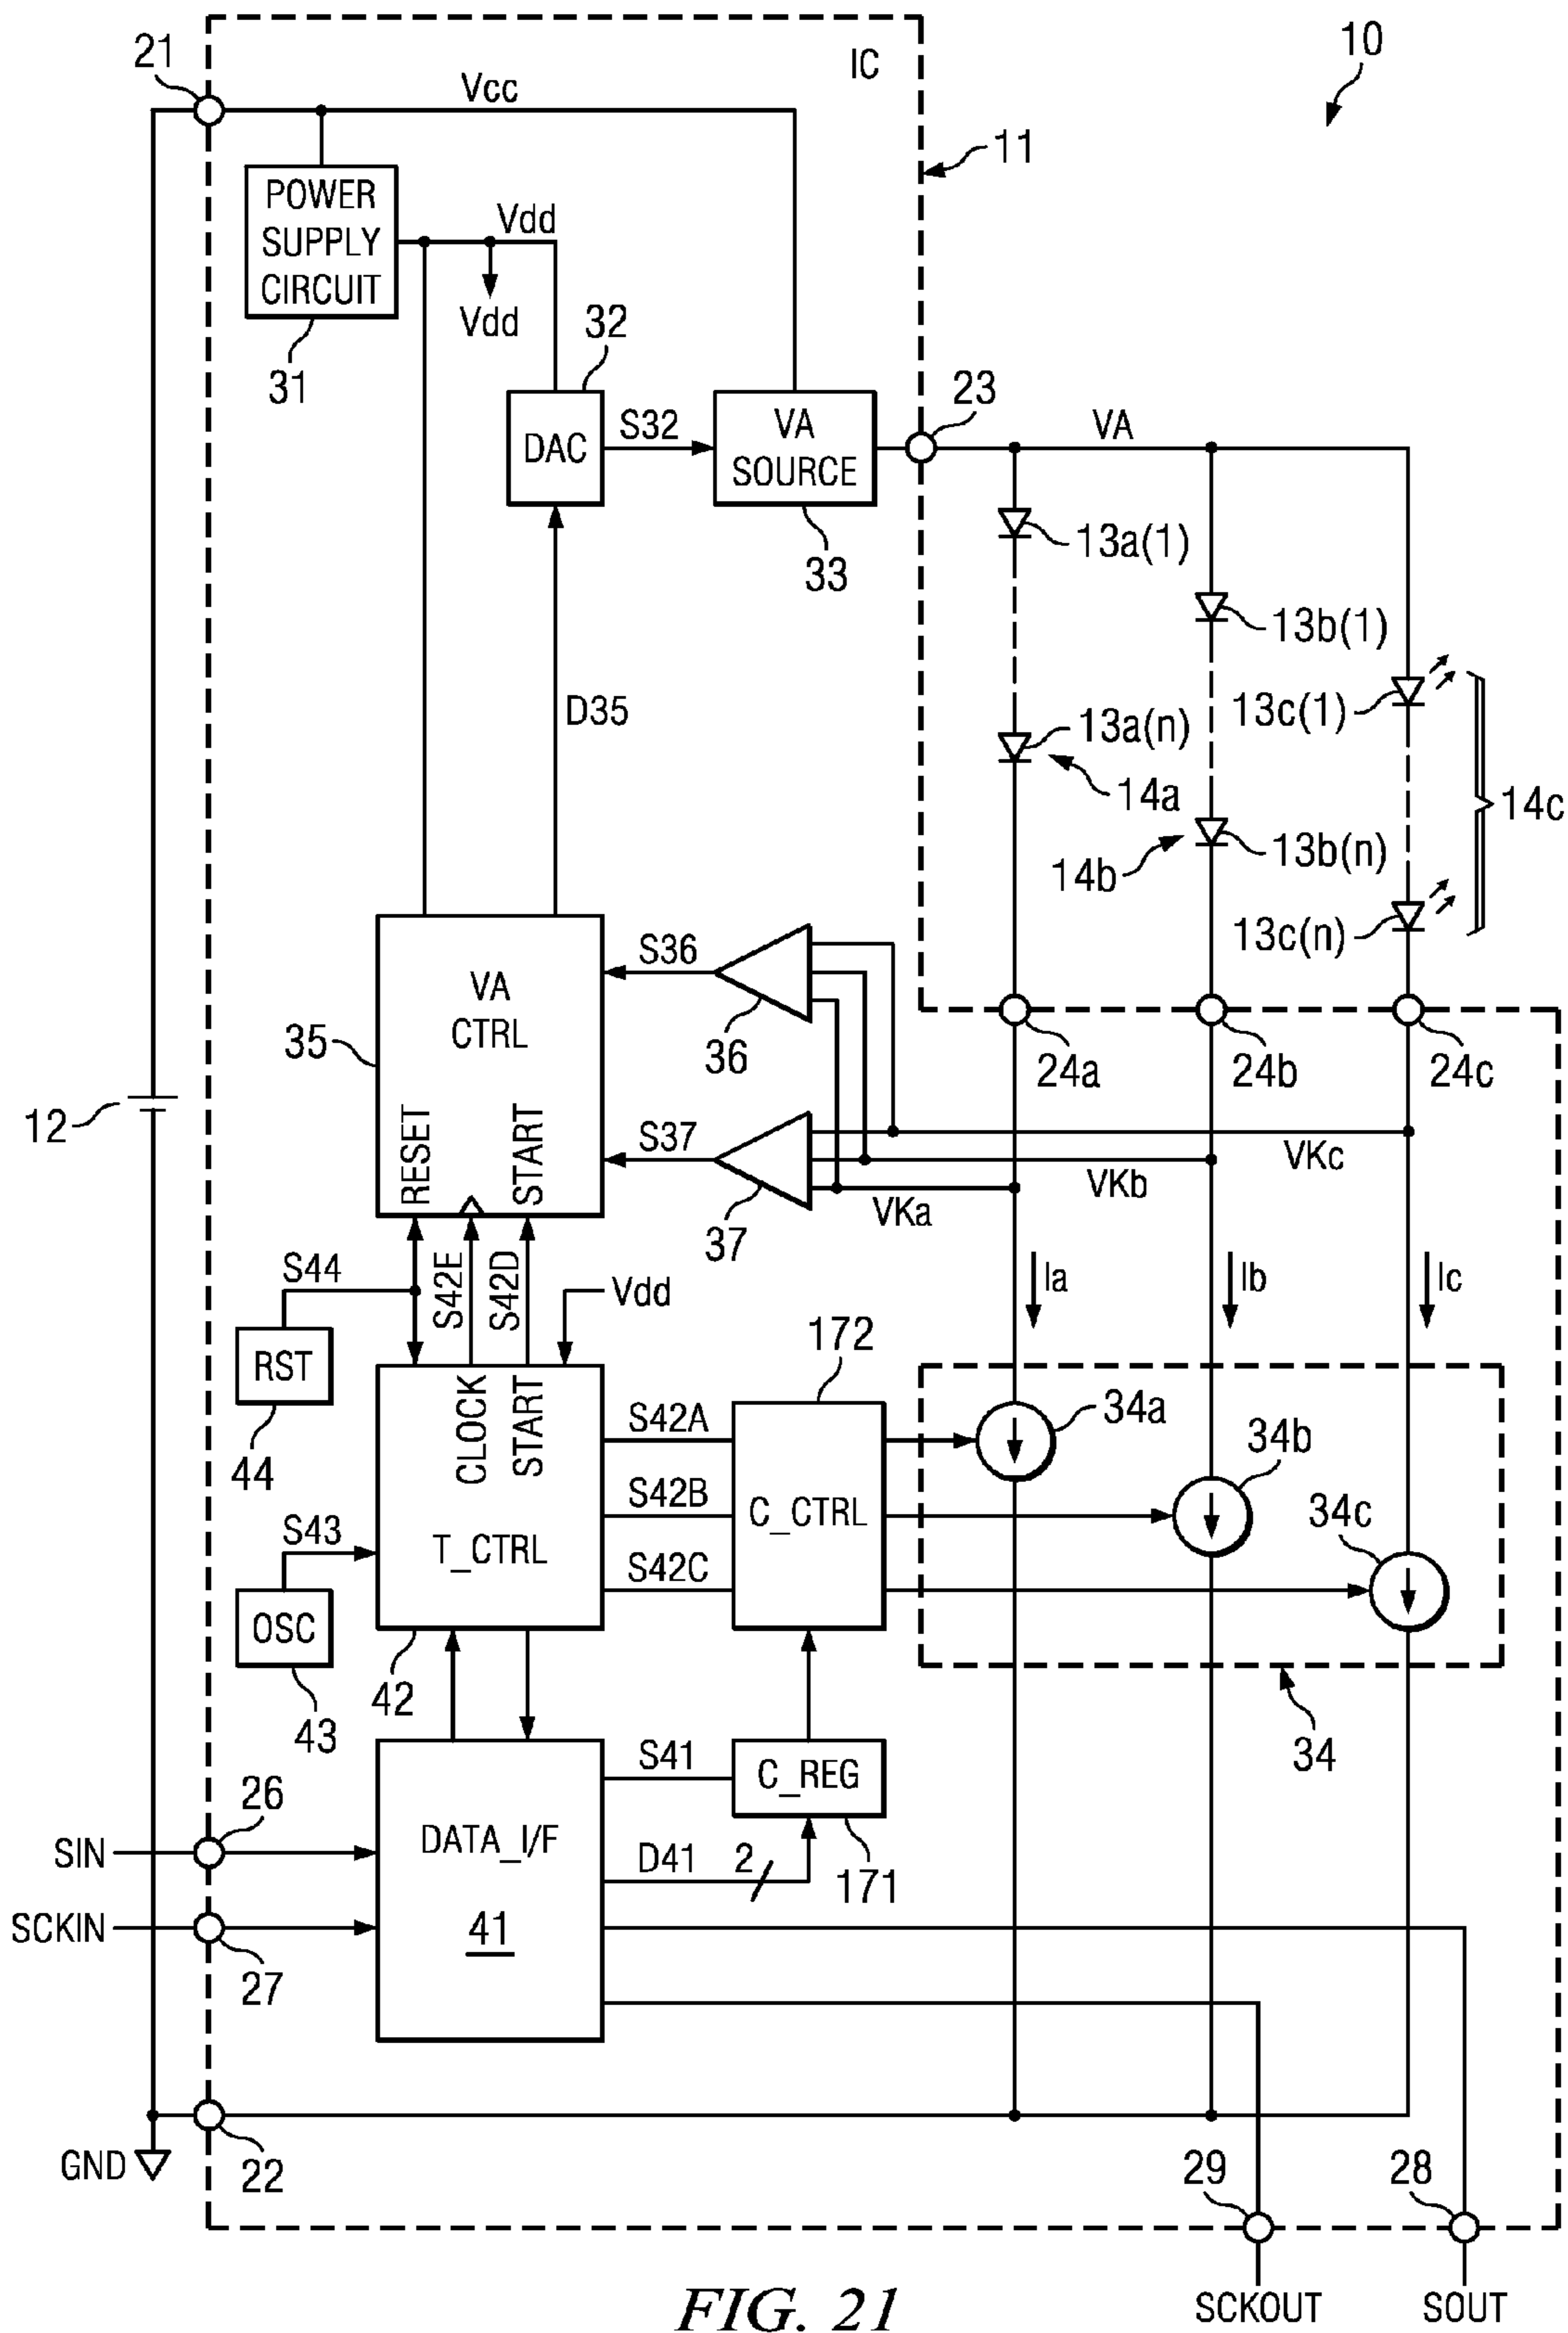 10
21
IC
Vcc
11
POWER
SUPPLY
CIRCUIT
Vdd
Vdd
31
32
23
DAC
S32
VA
SOURCE
VA
33
13a(1)
13b(1)
13c(1)
D35
13a(n)
14a
14c
14b
13b(n)
13c(n)
S36
VA
CTRL
35
36
24a
24b
24c
12
RESET
START
S37
VKc
VKb
VKa
37
S44
S42E
S42D
Vdd
Ia
Ib
Ic
RST
172
44
CLOCK
START
S42A
34a
S42B
C_CTRL
34b
S43
T_CTRL
34c
S42C
OSC
43
42
34
S41
C_REG
26
SIN
DATA_I/F
D41
2
171
SCKIN
41
27
GND
22
29
28
SCKOUT
SOUT
FIG. 21